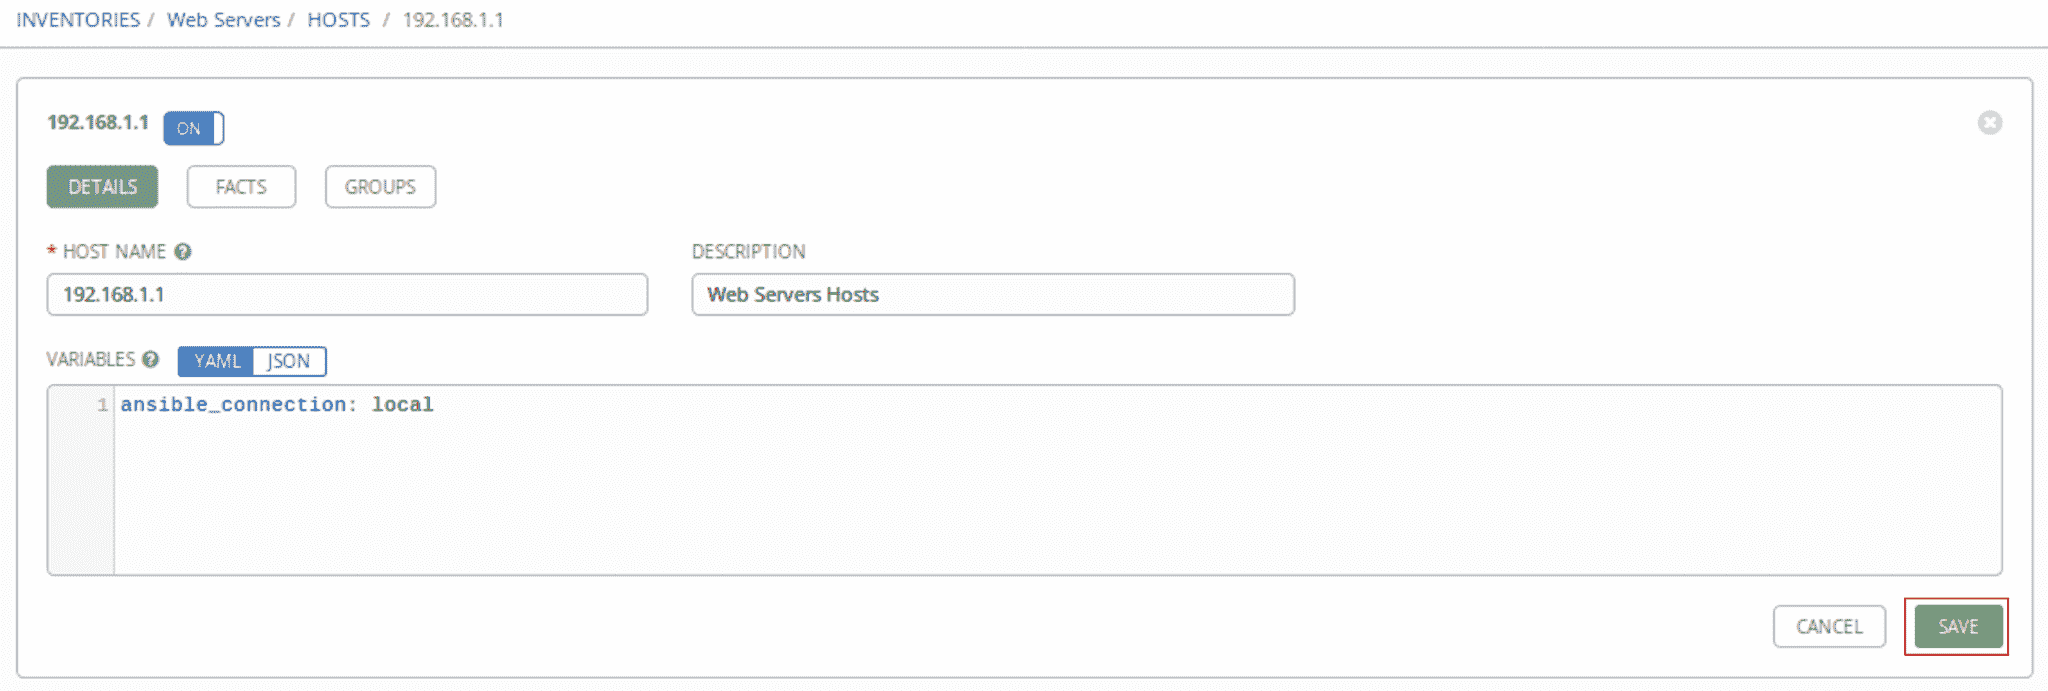 INVENTORIES / Web Servers / HOSTS / 192.168.1.1
192.168.1.1 ON
DETAILS FACTS GROUPS
* HOST NAME ? DESCRIPTION
192.168.1.1 Web Servers Hosts
VARIABLES ? YAML JSON
1 ansible_connection: local
CANCEL SAVE